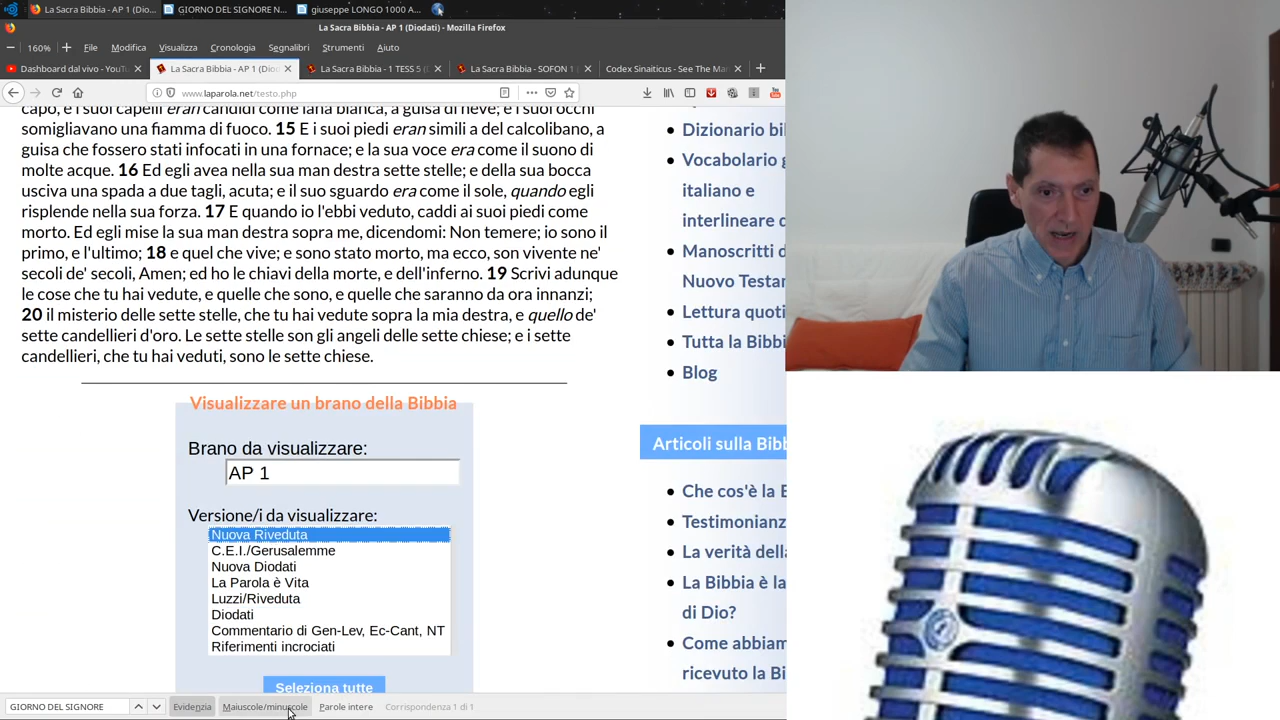 La Sacra Bibbia - AP 1 (Dio...
GIORNO DEL SIGNORE N...
giuseppe LONGO 1000 A...
La Sacra Bibbia - AP 1 (Diodati) - Mozilla Firefox
160%
File Modifica Visualizza Cronologia Segnalibri Strumenti Aiuto
Dashboard dal vivo - YouT
La Sacra Bibbia - AP 1 (Dio
La Sacra Bibbia - 1 TESS 5 (
La Sacra Bibbia - SOFON 1
Codex Sinaiticus - See The Ma
www.laparola.net/testo.php
capo, e i suoi capelli eran candidi come lana bianca, a guisa di neve; e i suoi occhi
somigliavano una fiamma di fuoco. 15 E i suoi piedi eran simili a del calcolibano, a
guisa che fossero stati infocati in una fornace; e la sua voce era come il suono di
molte acque. 16 Ed egli avea nella sua man destra sette stelle; e della sua bocca
usciva una spada a due tagli, acuta; e il suo sguardo era come il sole, quando egli
risplende nella sua forza. 17 E quando io l'ebbi veduto, caddi ai suoi piedi come
morto. Ed egli mise la sua man destra sopra me, dicendomi: Non temere; io sono il
primo, e l'ultimo; 18 e quel che vive; e sono stato morto, ma ecco, son vivente ne'
secoli de' secoli, Amen; ed ho le chiavi della morte, e dell'inferno. 19 Scrivi adunque
le cose che tu hai vedute, e quelle che sono, e quelle che saranno da ora innanzi;
20 il misterio delle sette stelle, che tu hai vedute sopra la mia destra, e quello de'
sette candellieri d'oro. Le sette stelle son gli angeli delle sette chiese; e i sette
candellieri, che tu hai veduti, sono le sette chiese.
Visualizzare un brano della Bibbia
Brano da visualizzare:
AP 1
Versione/i da visualizzare:
Nuova Riveduta
C.E.I./Gerusalemme
Nuova Diodati
La Parola è Vita
Luzzi/Riveduta
Diodati
Commentario di Gen-Lev, Ec-Cant, NT
Riferimenti incrociati
Seleziona tutte
Dizionario bi
Vocabolario g
italiano e
interlineare d
Manoscritti d
Nuovo Testa
Lettura quoti
Tutta la Bibbi
Blog
Articoli sulla Bibb
Che cos'è la B
Testimonianz
La verità della
La Bibbia è la
di Dio?
Come abbiam
ricevuto la Bi
GIORNO DEL SIGNORE
Evidenzia Maiuscole/minuscole Parole intere Corrispondenza 1 di 1